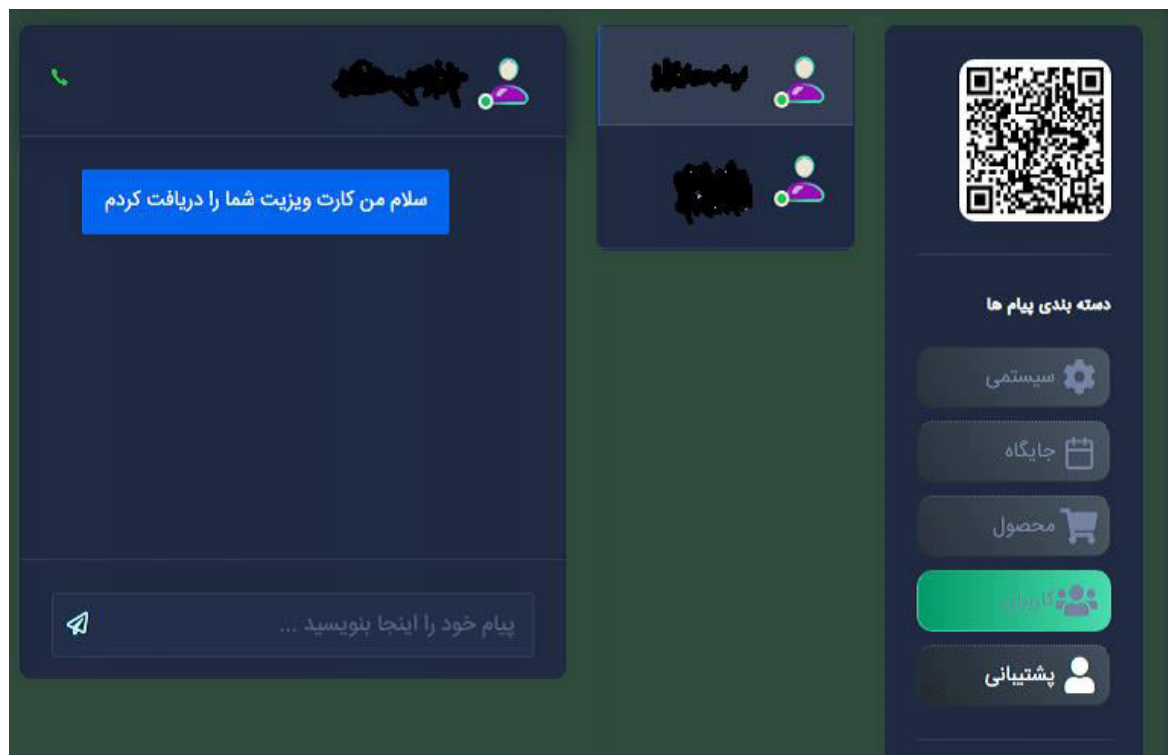 دسته بندی پیام ها
سیستمی
جایگاه
محصول
کاربران
پشتیبانی
سلام من کارت ویزیت شما را دریافت کردم
پیام خود را اینجا بنویسید ...